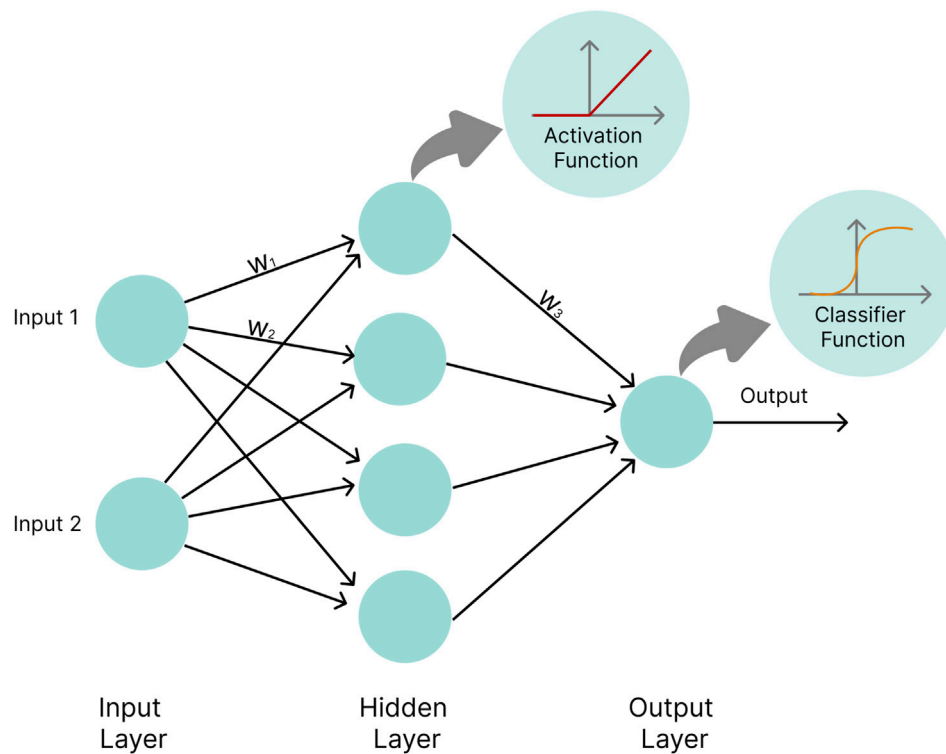 Activation
Function
W₁
Input 1
W₂
W₃
Classifier
Function
Output
Input 2
Input
Layer
Hidden
Layer
Output
Layer